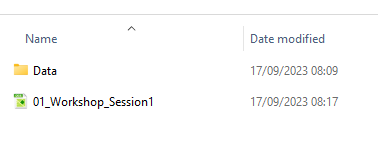 Name Date modified
Data 17/09/2023 08:09
01_Workshop_Session1 17/09/2023 08:17